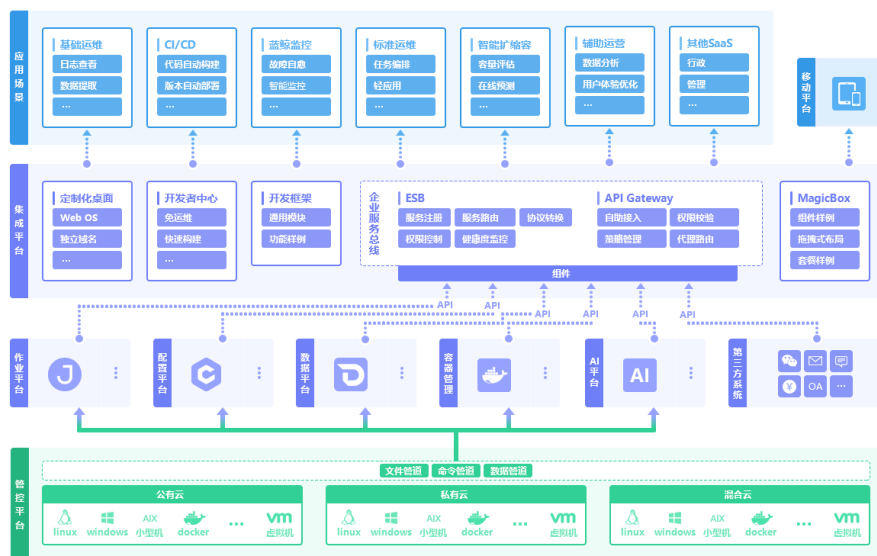 应用场景
基础运维
日志查看
数据提取
...
CI/CD
代码自动构建
版本自动部署
...
蓝鲸监控
故障自愈
智能监控
...
标准运维
任务编排
轻应用
...
智能扩缩容
容量评估
在线预测
...
辅助运营
数据分析
用户体验优化
...
其他SaaS
行政
管理
...
移动平台
集成平台
定制化桌面
Web OS
独立域名
...
开发者中心
免运维
快速构建
...
开发框架
通用模块
功能样例
企业服务总线
ESB
服务注册 服务路由 协议转换
权限控制 健康度监控
API Gateway
自助接入 权限校验
策略管理 代理路由
组件
MagicBox
组件样例
拖拽式布局
套餐样例
API API API API API API
作业平台
J
配置平台
C
数据平台
D
容器管理
AI平台
AI
第三方系统
¥ OA ...
管控平台
文件管道 命令管道 数据管道
公有云
AIX vm
linux windows 小型机 docker ... 虚拟机
私有云
AIX vm
linux windows 小型机 docker ... 虚拟机
混合云
AIX vm
linux windows 小型机 docker ... 虚拟机